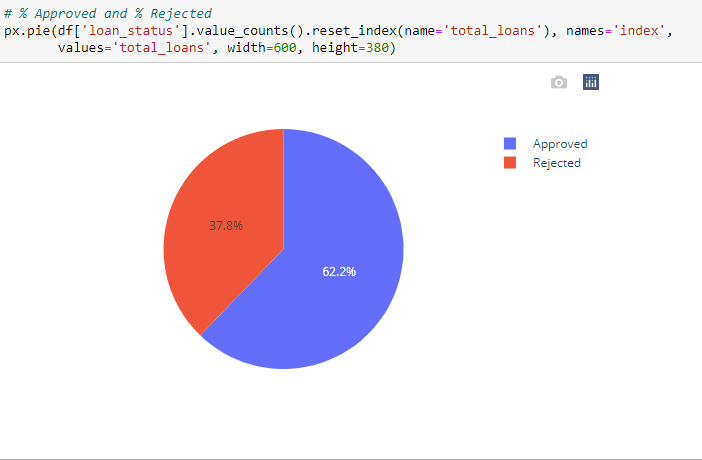 # % Approved and % Rejected
px.pie(df['loan_status'].value_counts().reset_index(name='total_loans'), names='index',
       values='total_loans', width=600, height=380)
Approved
Rejected
37.8%
62.2%